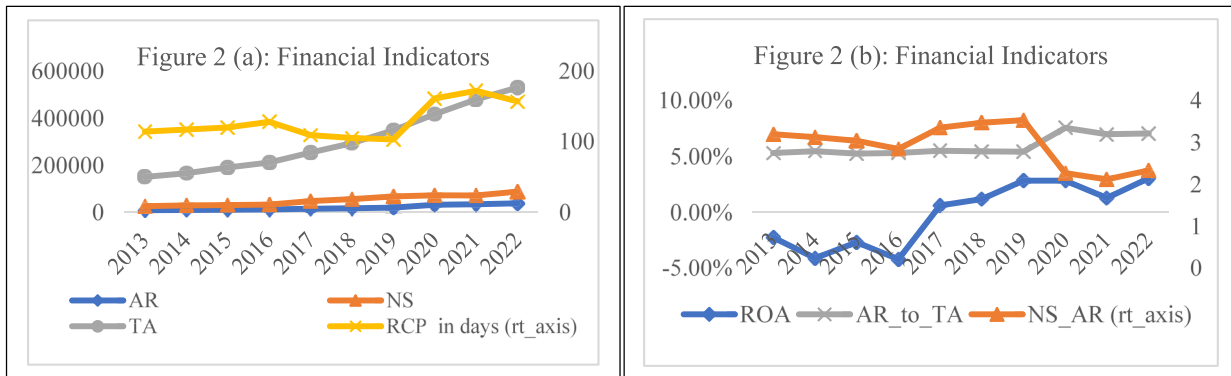 Figure 2 (a): Financial Indicators
600000
400000
200000
0
200
100
0
2013 2014 2015 2016 2017 2018 2019 2020 2021 2022
AR NS
TA RCP in days (rt_axis)
Figure 2 (b): Financial Indicators
10.00%
5.00%
0.00%
-5.00%
4
3
2
1
0
2013 2014 2015 2016 2017 2018 2019 2020 2021 2022
ROA AR_to_TA NS_AR (rt_axis)